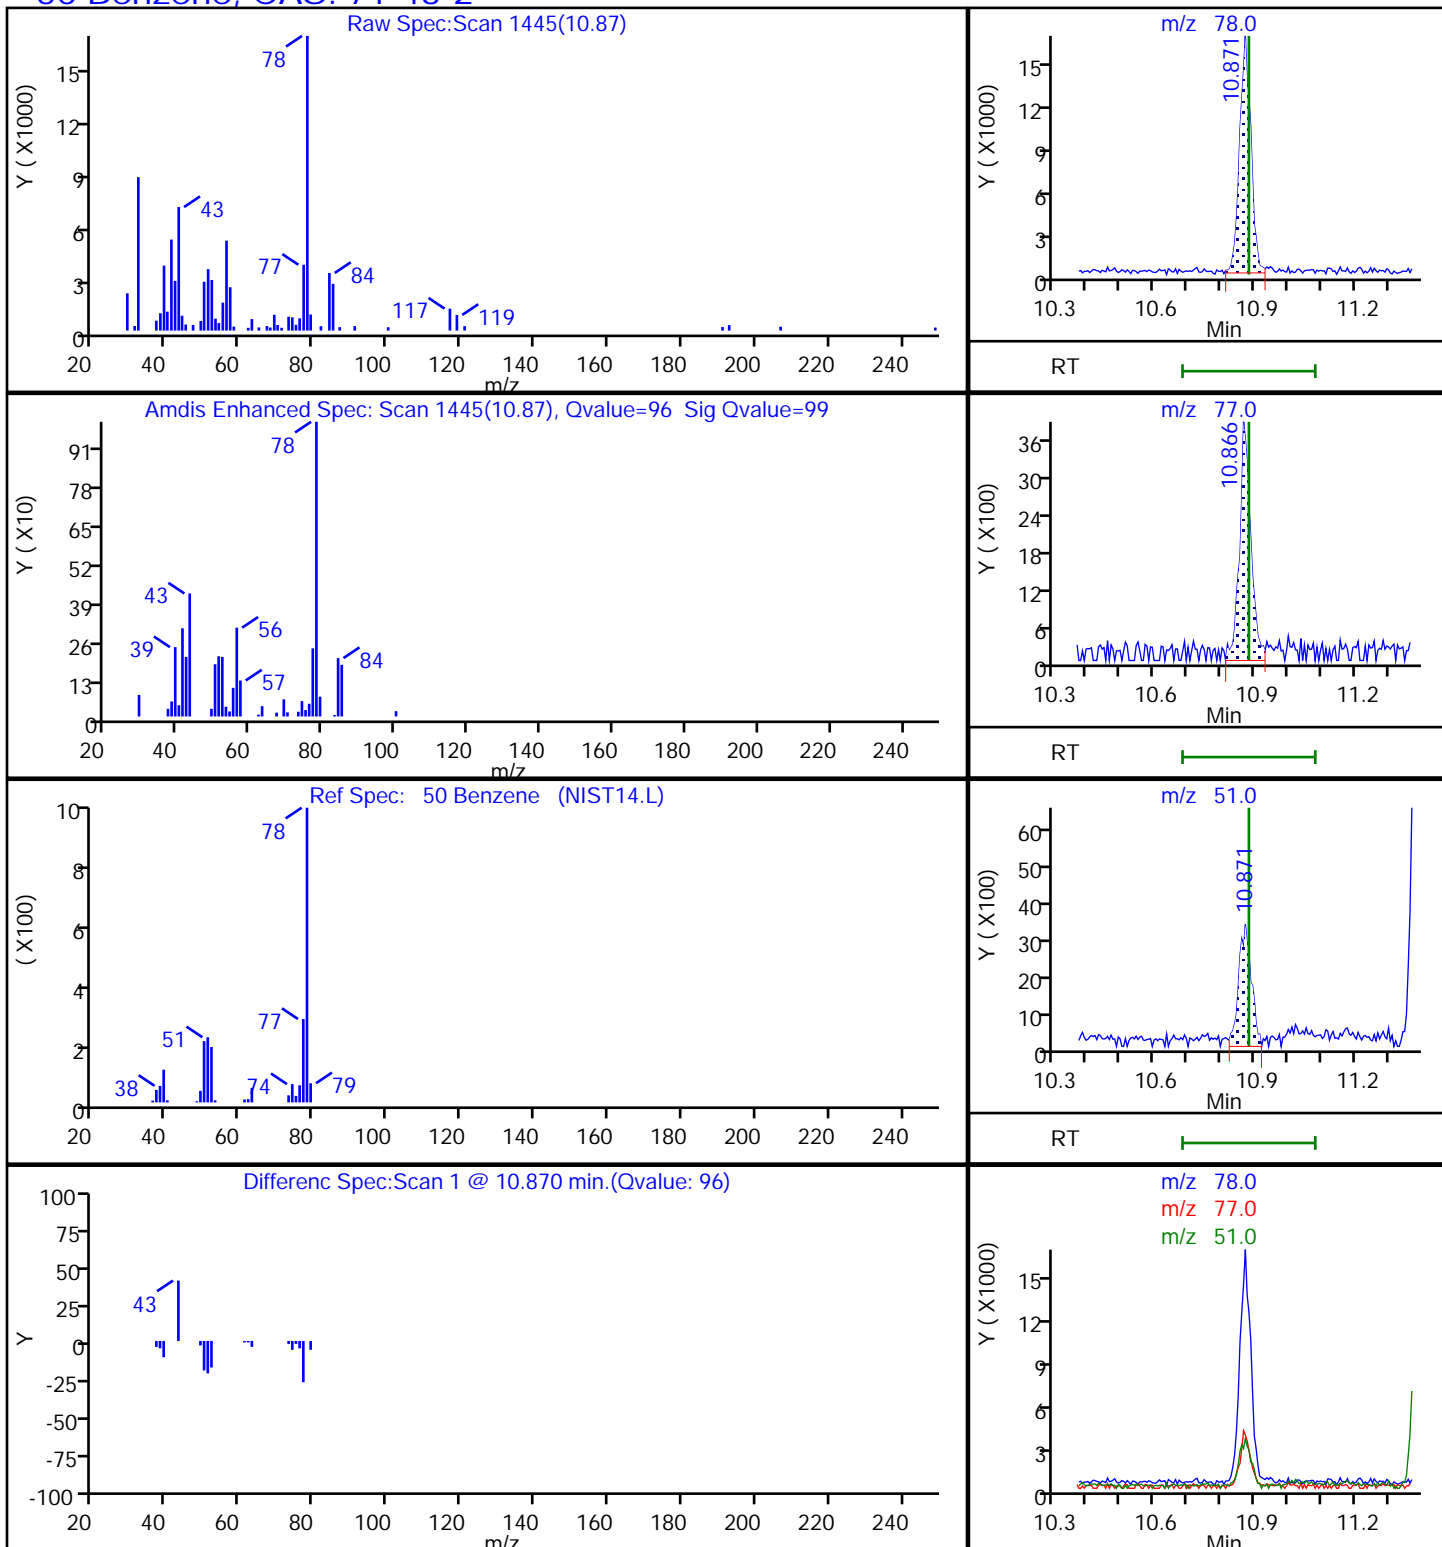 50 Benzene, CAS: 71-43-2
Raw Spec:Scan 1445(10.87)
Y ( X1000)
15
12
9
6
3
0
78
43
77
84
117
119
20 40 60 80 100 120 140 160 180 200 220 240
m/z
m/z 78.0
Y ( X1000)
15
12
9
6
3
0
10.871
10.3 10.6 10.9 11.2
Min
RT
Amdis Enhanced Spec: Scan 1445(10.87), Qvalue=96 Sig Qvalue=99
Y ( X10)
91
78
65
52
39
26
13
0
78
43
56
39
57
84
20 40 60 80 100 120 140 160 180 200 220 240
m/z
m/z 77.0
Y ( X100)
36
30
24
18
12
6
0
10.866
10.3 10.6 10.9 11.2
Min
RT
Ref Spec: 50 Benzene (NIST14.L)
( X100)
10
8
6
4
2
0
78
77
51
38
74
79
20 40 60 80 100 120 140 160 180 200 220 240
m/z 51.0
Y ( X100)
60
50
40
30
20
10
0
10.871
10.3 10.6 10.9 11.2
Min
RT
Differenc Spec:Scan 1 @ 10.870 min.(Qvalue: 96)
Y
100
75
50
25
0
-25
-50
-75
-100
43
20 40 60 80 100 120 140 160 180 200 220 240
m/z
m/z 78.0
m/z 77.0
m/z 51.0
Y ( X1000)
15
12
9
6
3
0
10.3 10.6 10.9 11.2
Min